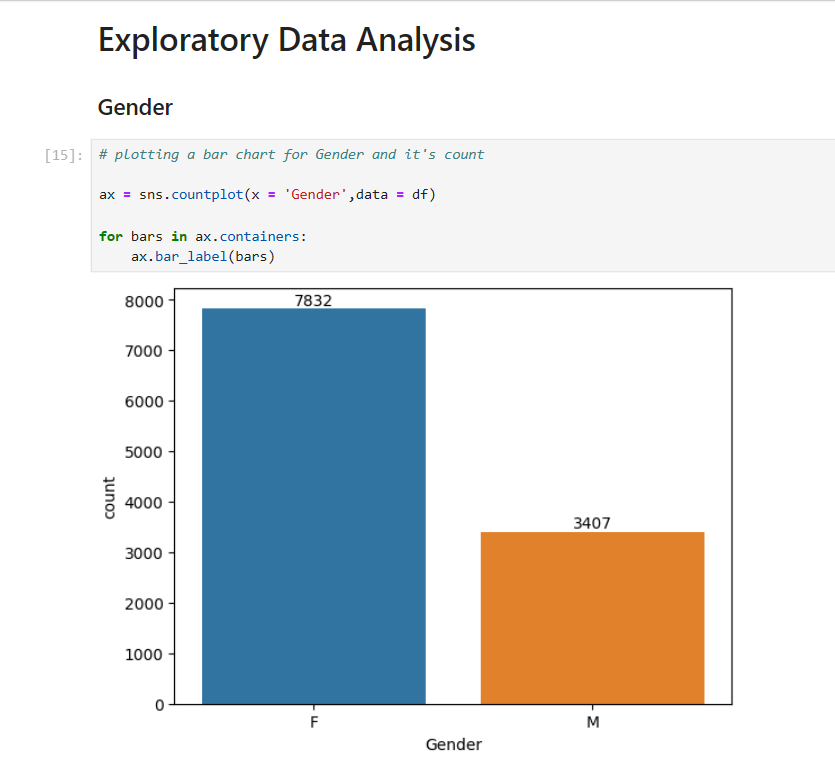 Exploratory Data Analysis
Gender
[15]:
# plotting a bar chart for Gender and it's count
ax = sns.countplot(x = 'Gender',data = df)
for bars in ax.containers:
    ax.bar_label(bars)
8000
7000
6000
5000
4000
3000
2000
1000
0
count
7832
3407
F
M
Gender